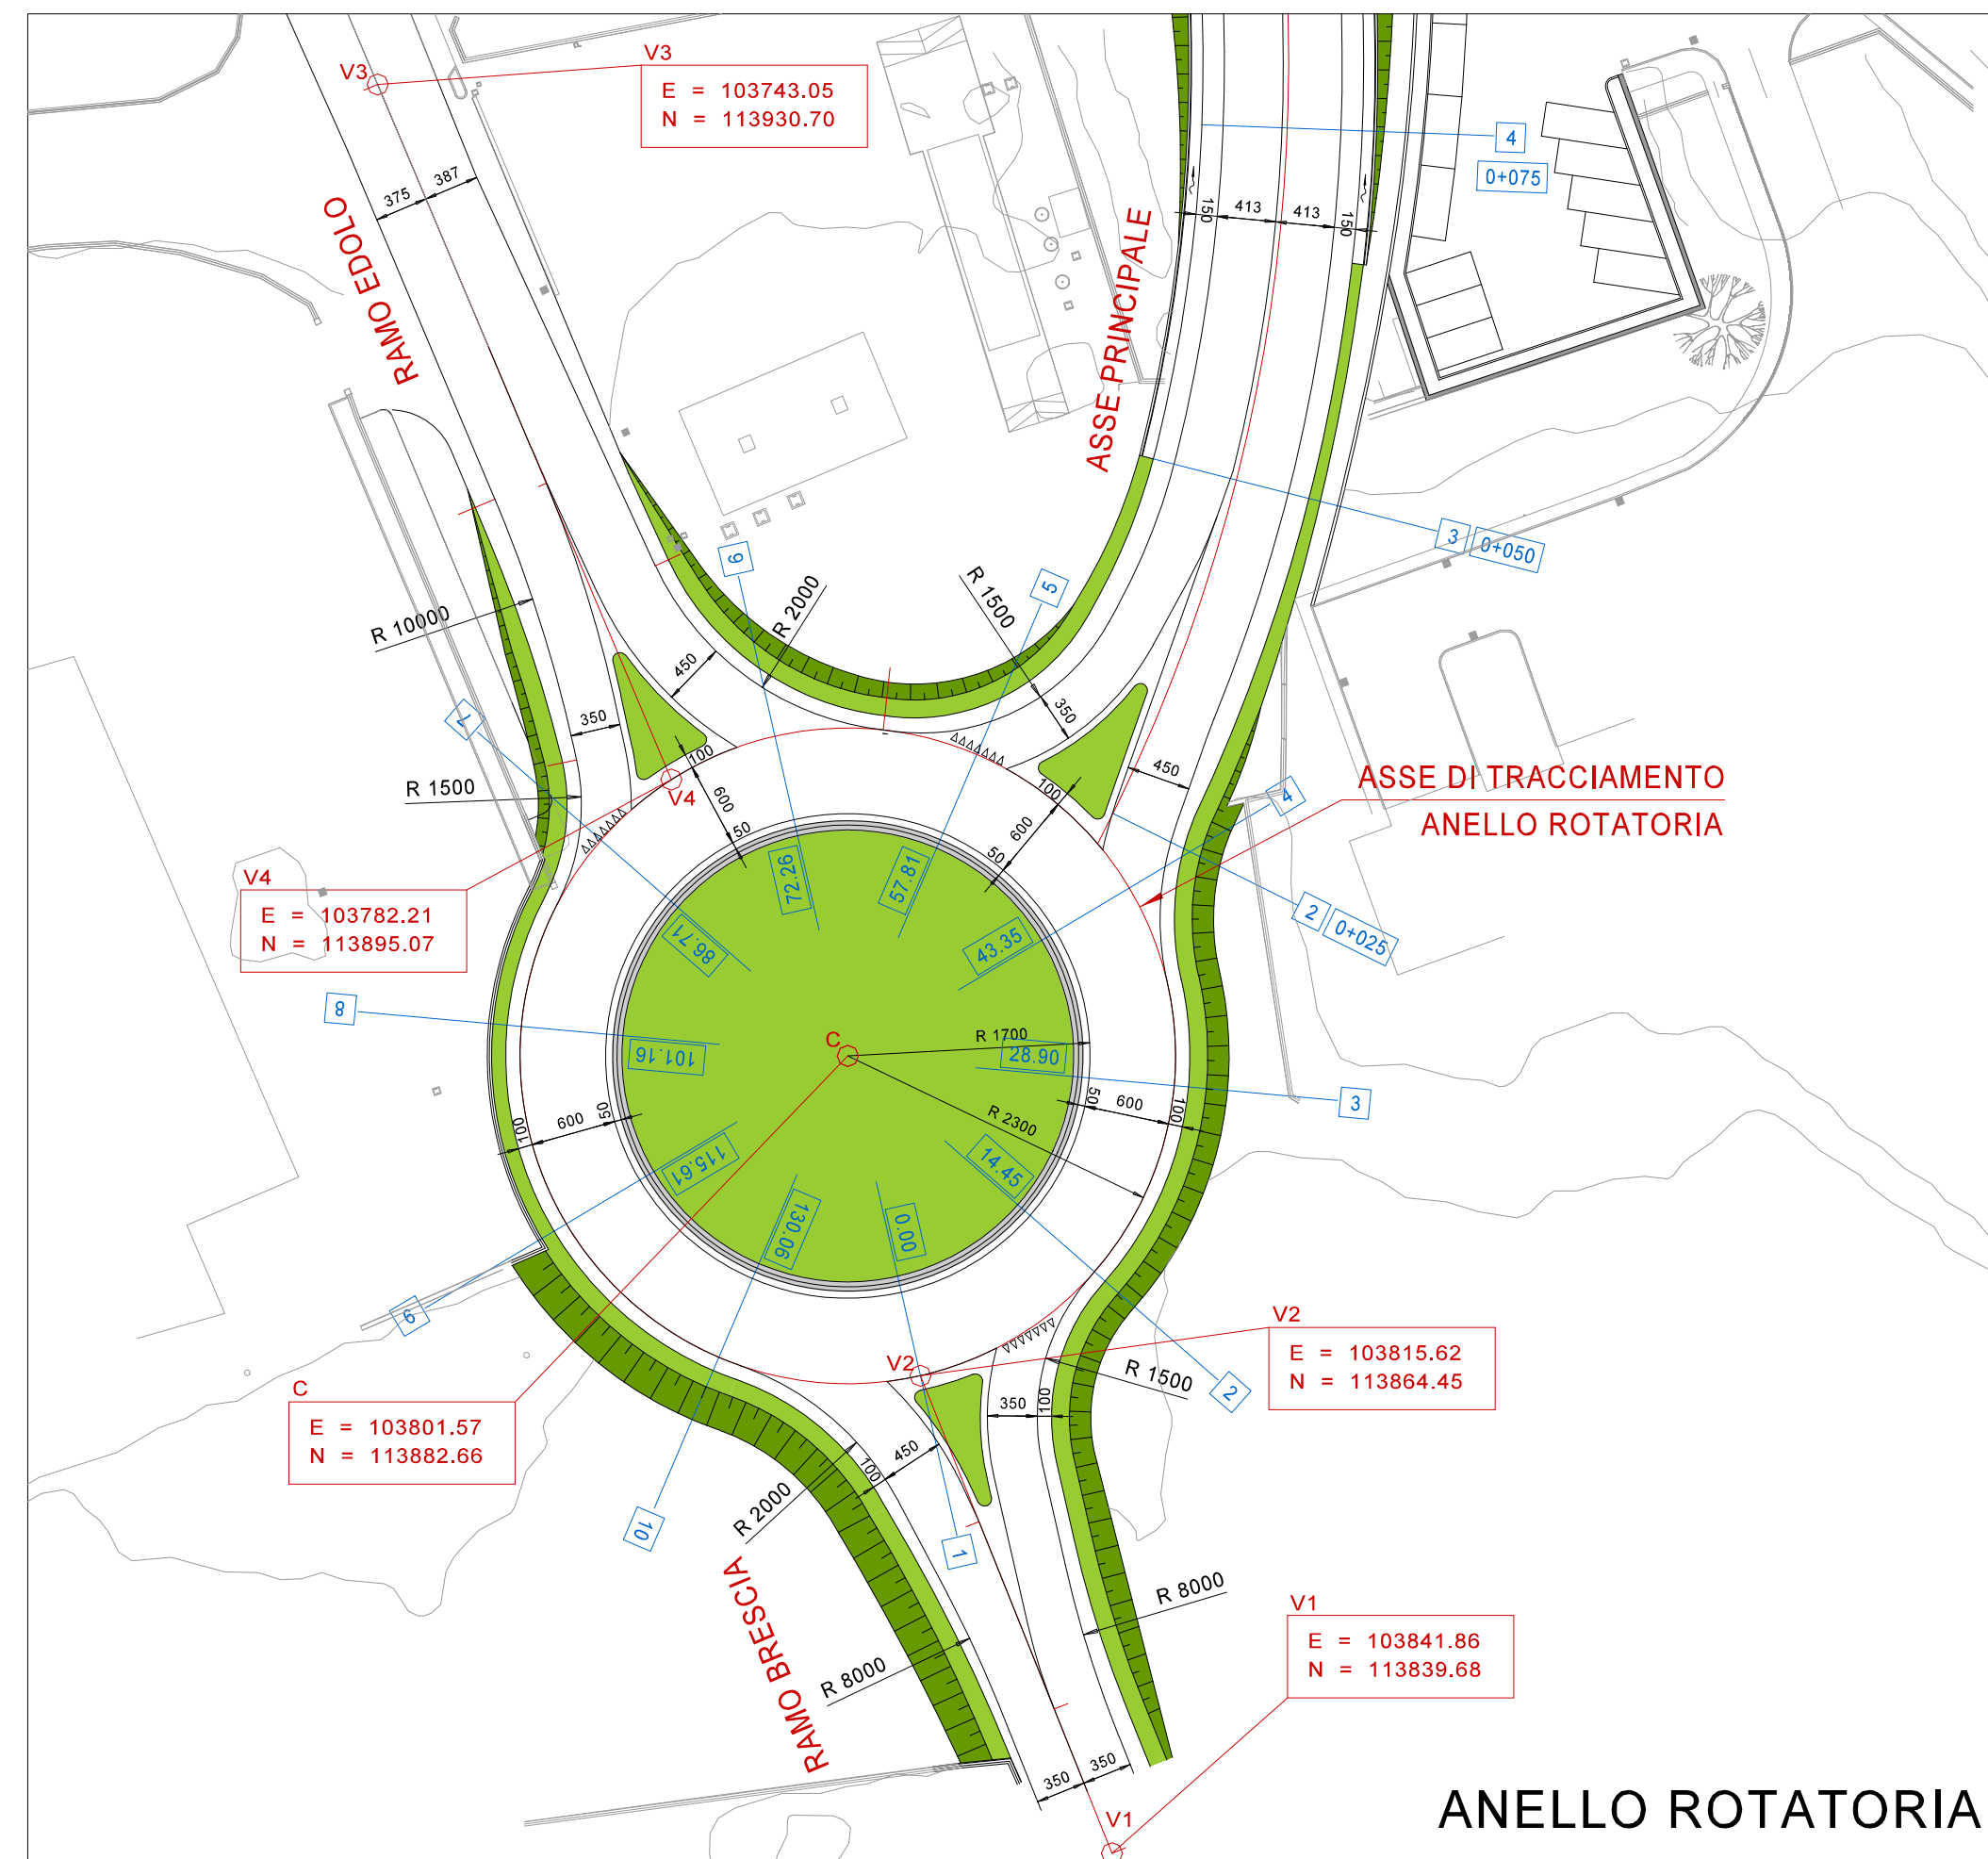 V3
V3
E = 103743.05
N = 113930.70
4
0+075
375
387
RAMO EDOLO
150
413
413
150
ASSE PRINCIPALE
3
0+050
6
R 2000
R 1500
5
R 10000
450
350
7
350
100
450
R 1500
V4
600
50
100
600
50
4
ASSE DI TRACCIAMENTO
ANELLO ROTATORIA
V4
E = 103782.21
N = 113895.07
72.26
57.81
2
0+025
86.71
43.35
8
C
R 1700
101.16
28.90
3
50
600
100
100
600
50
R 2300
115.61
14.45
130.06
0.00
9
V2
V2
E = 103815.62
N = 113864.45
R 1500
2
C
E = 103801.57
N = 113882.66
350
100
450
100
R 2000
10
1
RAMO BRESCIA
R 8000
R 8000
V1
E = 103841.86
N = 113839.68
350
350
V1
ANELLO ROTATORIA